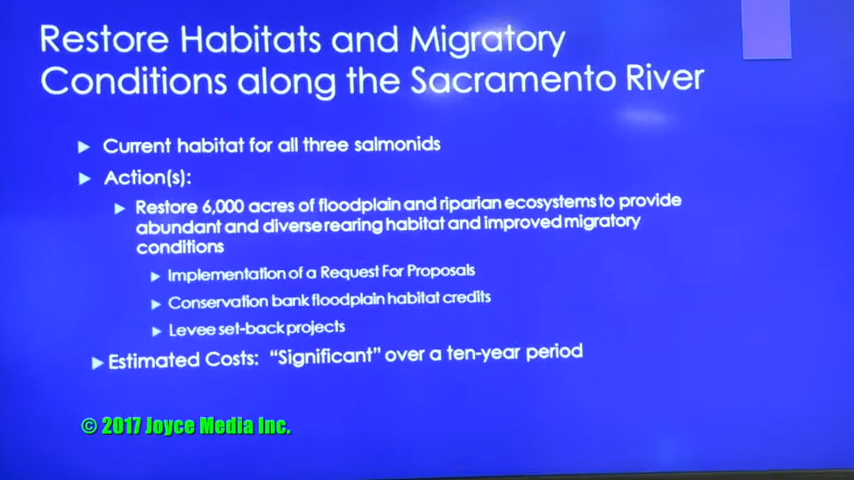 Restore Habitats and Migratory
Conditions along the Sacramento River
Current habitat for all three salmonids
Action(s):
Restore 6,000 acres of floodplain and riparian ecosystems to provide
abundant and diverse rearing habitat and improved migratory
conditions
Implementation of a Request For Proposals
Conservation bank floodplain habitat credits
Levee set-back projects
Estimated Costs: “Significant” over a ten-year period
© 2017 Joyce Media Inc.